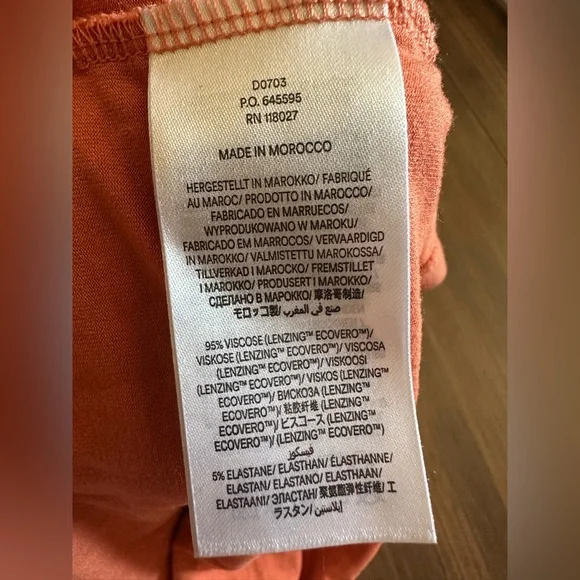 D0703
P.O. 645595
RN 118027
MADE IN MOROCCO
HERGESTELLT IN MAROKKO/ FABRIQUÉ
AU MAROC/ PRODOTTO IN MAROCCO/
FABRICADO EN MARRUECOS/
WYPRODUKOWANO W MAROKU/
FABRICADO EM MARROCOS/ VERVAARDIGD
IN MAROKKO/ VALMISTETTU MAROKOSSA/
TILLVERKAD I MAROCKO/ FREMSTILLET
I MAROKKO/ PRODUSERT I MAROKKO/
СДЕЛАНО В МАРОККО/ 摩洛哥制造/
モロッコ製/ صنع في المغرب/
95% VISCOSE (LENZING™ ECOVERO™)/
VISKOSE (LENZING™ ECOVERO™)/ VISCOSA
(LENZING™ ECOVERO™)/ VISKOOSI
(LENZING™ ECOVERO™)/ VISKOS (LENZING™
ECOVERO™)/ ВИСКОЗА (LENZING™
ECOVERO™)/ 粘胶纤维 (LENZING™
ECOVERO™)/ ビスコース (LENZING™
ECOVERO™)/ (LENZING™ ECOVERO™)
فيسكوز
5% ELASTANE/ ELASTHAN/ ÉLASTHANNE/
ELASTAN/ ELASTANO/ ELASTHAAN/
ELASTAANI/ ЭЛАСТАН/ 聚氨酯弹性纤维/ エ
ラスタン/ إيلاستين/